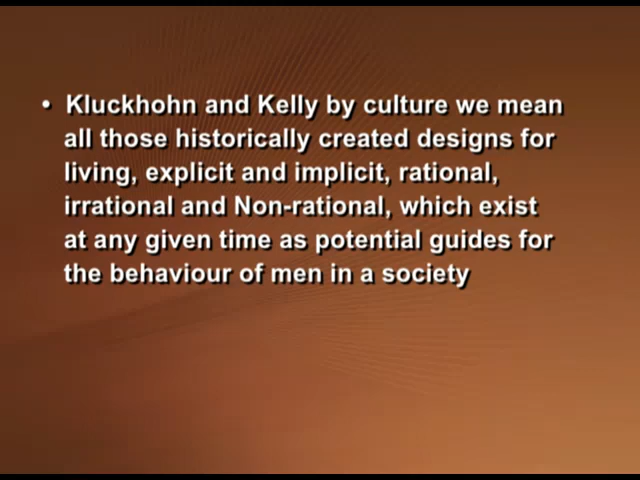 • Kluckhohn and Kelly by culture we mean
all those historically created designs for
living, explicit and implicit, rational,
irrational and Non-rational, which exist
at any given time as potential guides for
the behaviour of men in a society